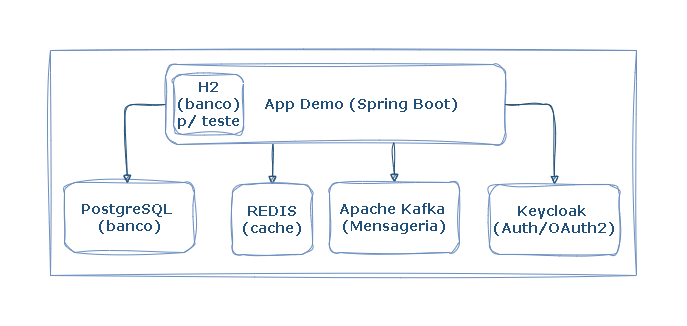 H2
(banco)
p/ teste
App Demo (Spring Boot)
PostgreSQL
(banco)
REDIS
(cache)
Apache Kafka
(Mensageria)
Keycloak
(Auth/OAuth2)